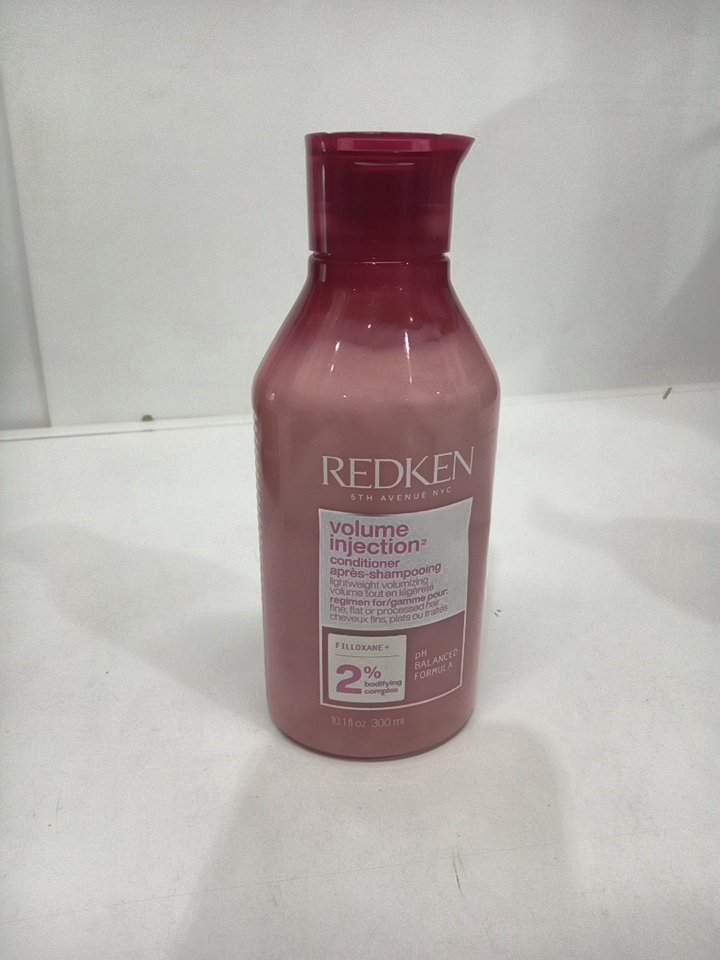 REDKEN
5TH AVENUE NYC
volume
injection™
conditioner
après-shampooing
lightweight volumizing
volume tout en légèreté
regimen for/gamme pour:
fine, flat or processed hair
cheveux fins, plats ou traités
FILLOXANE+
2%
bodifying
complex
pH
BALANCED
FORMULA
10.1 fl oz 300 ml